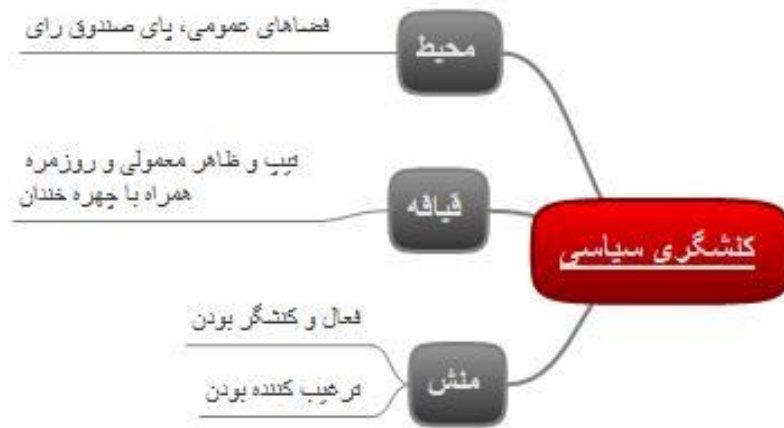 کنشگری سیاسی
محیط
فضاهای عمومی، پای صندوق رای
قیافه
تیپ و ظاهر معمولی و روزمره
همراه با چهره خندان
منش
فعال و کنشگر بودن
ترغیب کننده بودن